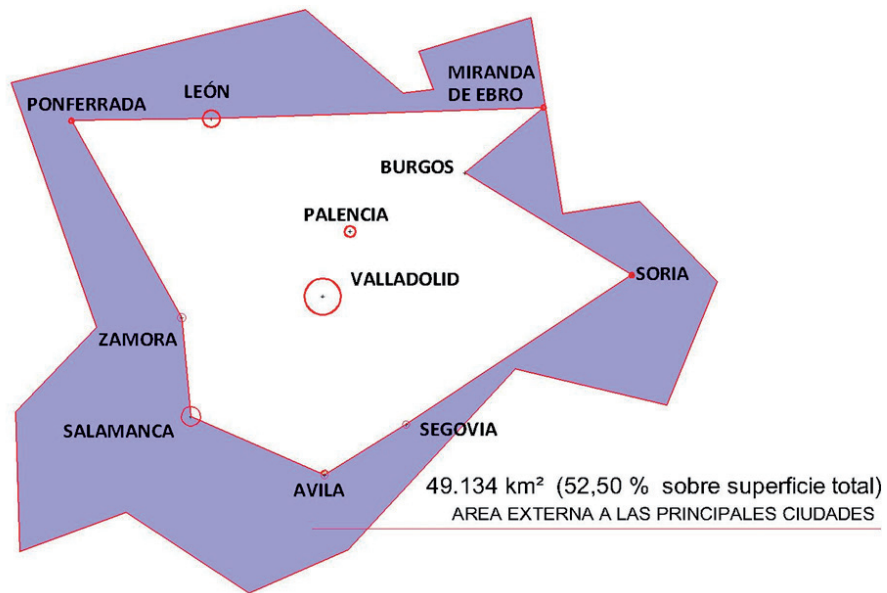 MIRANDA
DE EBRO
LEÓN
PONFERRADA
BURGOS
PALENCIA
VALLADOLID
SORIA
ZAMORA
SALAMANCA
SEGOVIA
AVILA
49.134 km² (52,50 % sobre superficie total)
AREA EXTERNA A LAS PRINCIPALES CIUDADES